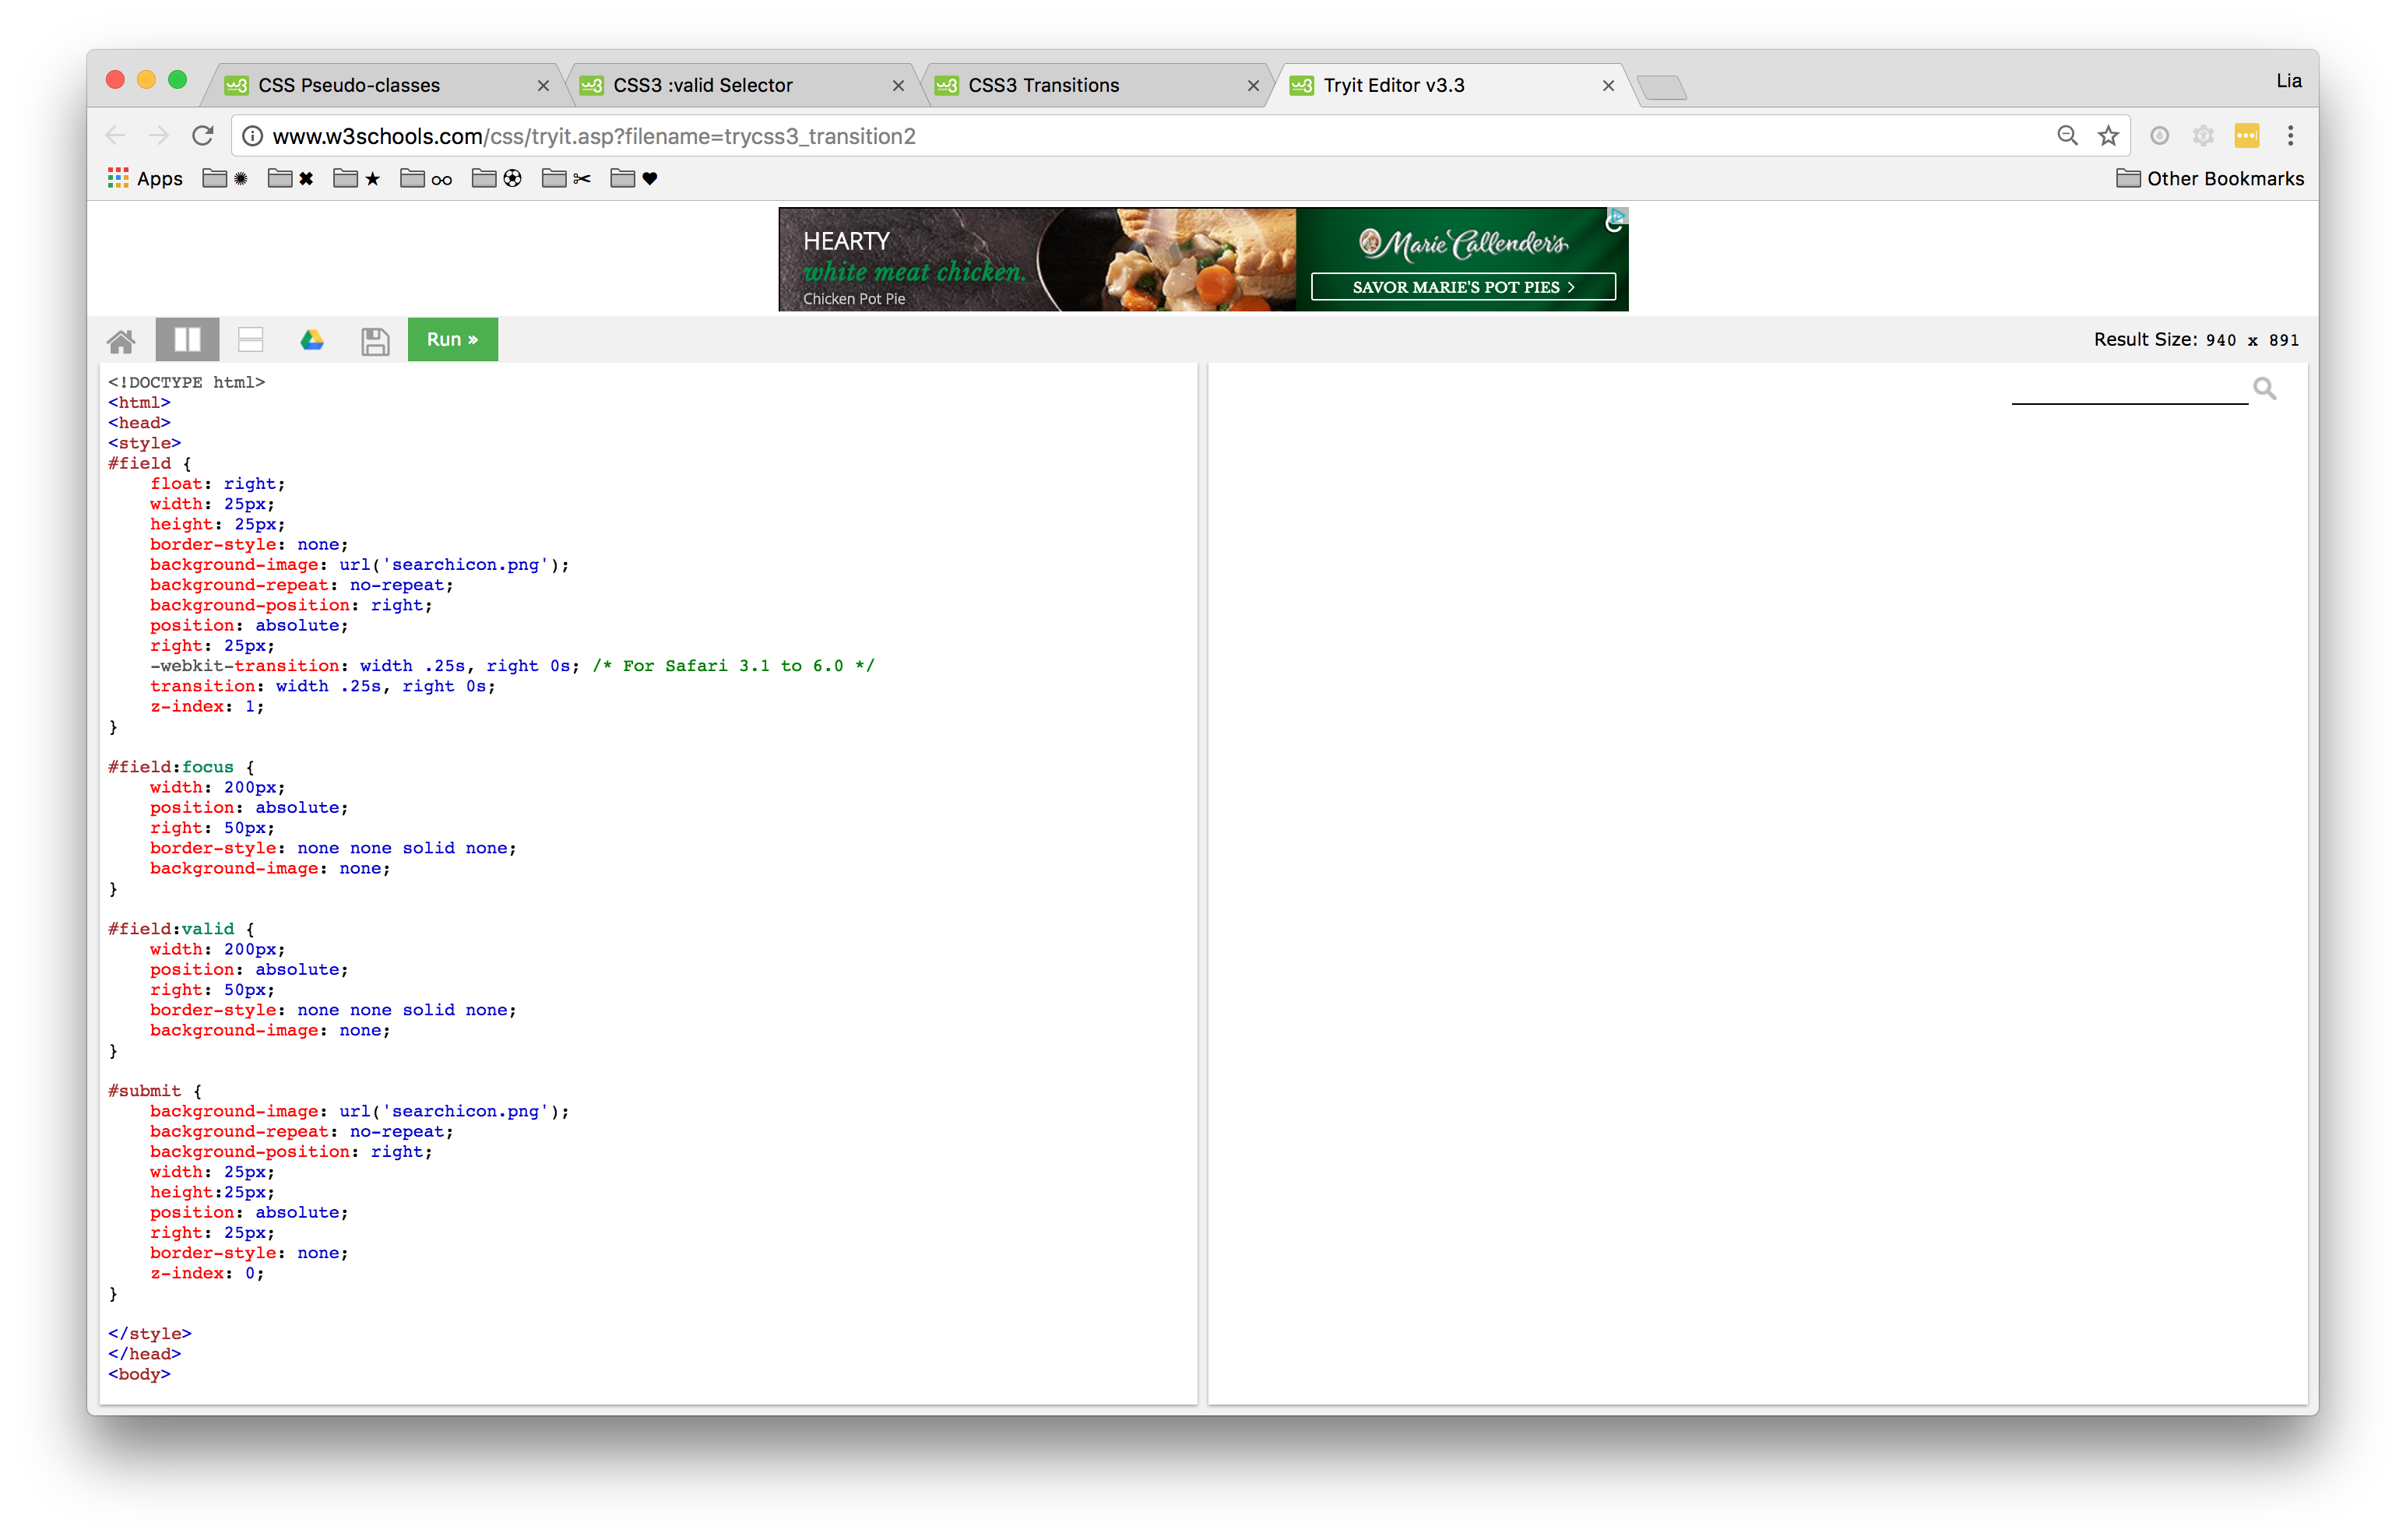 CSS Pseudo-classes
CSS3 :valid Selector
CSS3 Transitions
Tryit Editor v3.3
Lia
www.w3schools.com/css/tryit.asp?filename=trycss3_transition2
Apps
Other Bookmarks
HEARTY
white meat chicken.
Chicken Pot Pie
Marie Callender's
SAVOR MARIE'S POT PIES >
Run »
Result Size: 940 x 891
<!DOCTYPE html>
<html>
<head>
<style>
#field {
    float: right;
    width: 25px;
    height: 25px;
    border-style: none;
    background-image: url('searchicon.png');
    background-repeat: no-repeat;
    background-position: right;
    position: absolute;
    right: 25px;
    -webkit-transition: width .25s, right 0s; /* For Safari 3.1 to 6.0 */
    transition: width .25s, right 0s;
    z-index: 1;
}
#field:focus {
    width: 200px;
    position: absolute;
    right: 50px;
    border-style: none none solid none;
    background-image: none;
}
#field:valid {
    width: 200px;
    position: absolute;
    right: 50px;
    border-style: none none solid none;
    background-image: none;
}
#submit {
    background-image: url('searchicon.png');
    background-repeat: no-repeat;
    background-position: right;
    width: 25px;
    height:25px;
    position: absolute;
    right: 25px;
    border-style: none;
    z-index: 0;
}
</style>
</head>
<body>